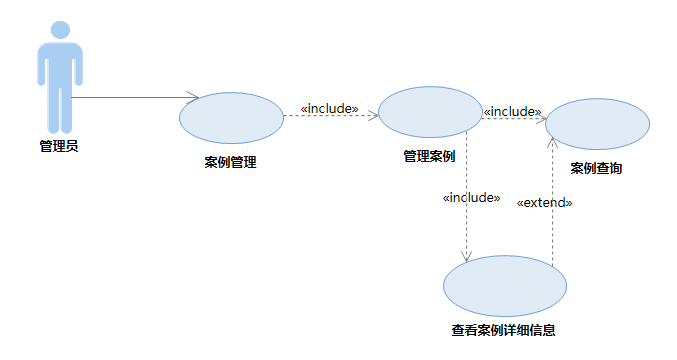 管理员
案例管理
«include»
管理案例
«include»
案例查询
«include»
«extend»
查看案例详细信息